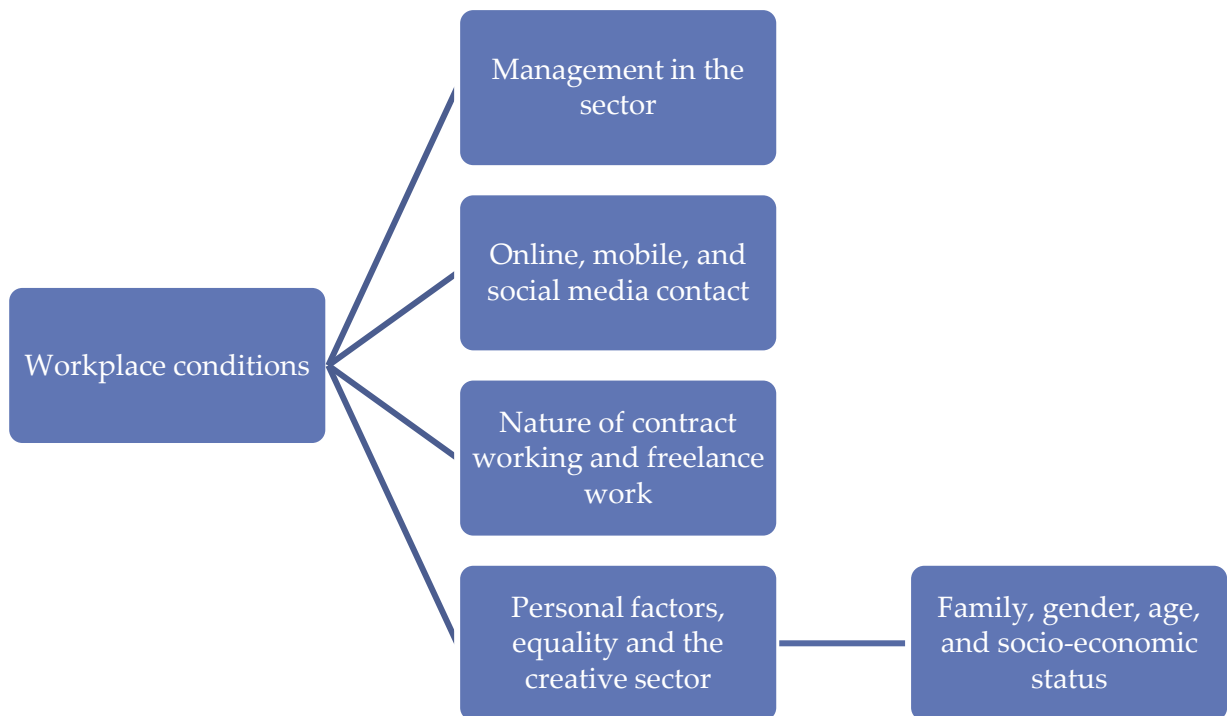 Management in the
sector
Online, mobile, and
social media contact
Workplace conditions
Nature of contract
working and freelance
work
Personal factors,
equality and the
creative sector
Family, gender, age,
and socio-economic
status